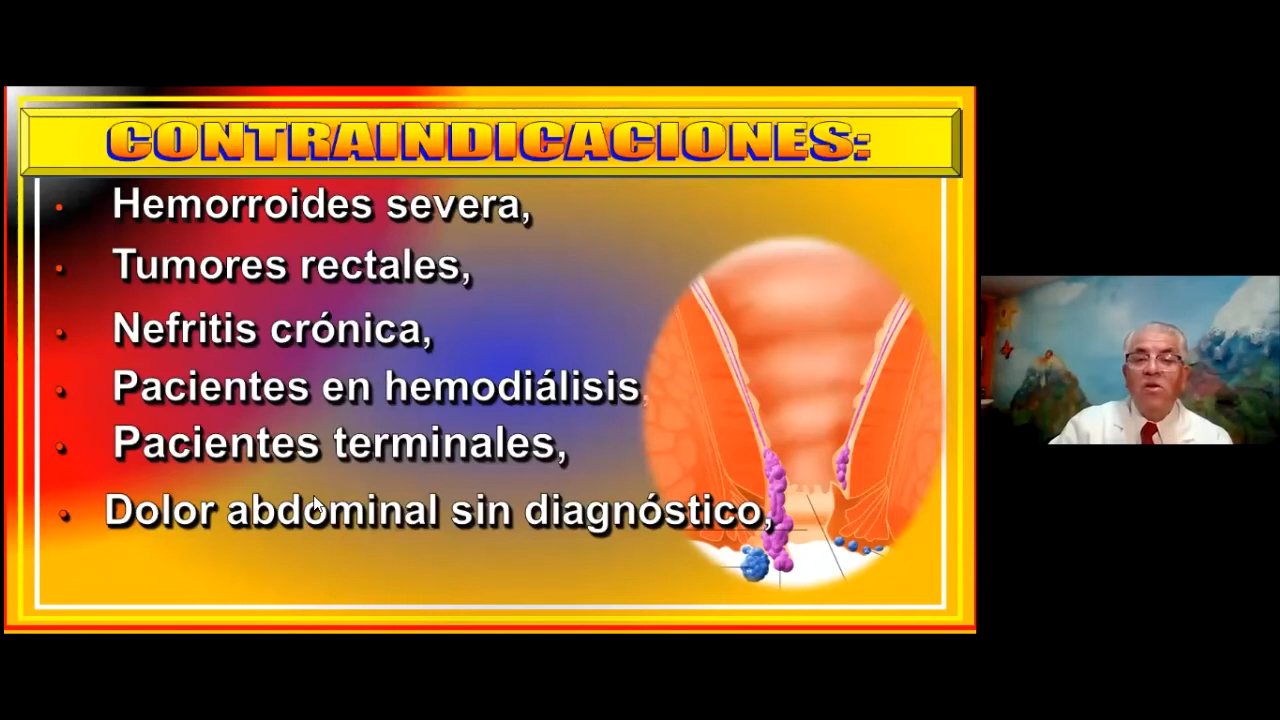 CONTRAINDICACIONES:
• Hemorroides severa,
• Tumores rectales,
• Nefritis crónica,
• Pacientes en hemodiálisis,
• Pacientes terminales,
• Dolor abdominal sin diagnóstico,